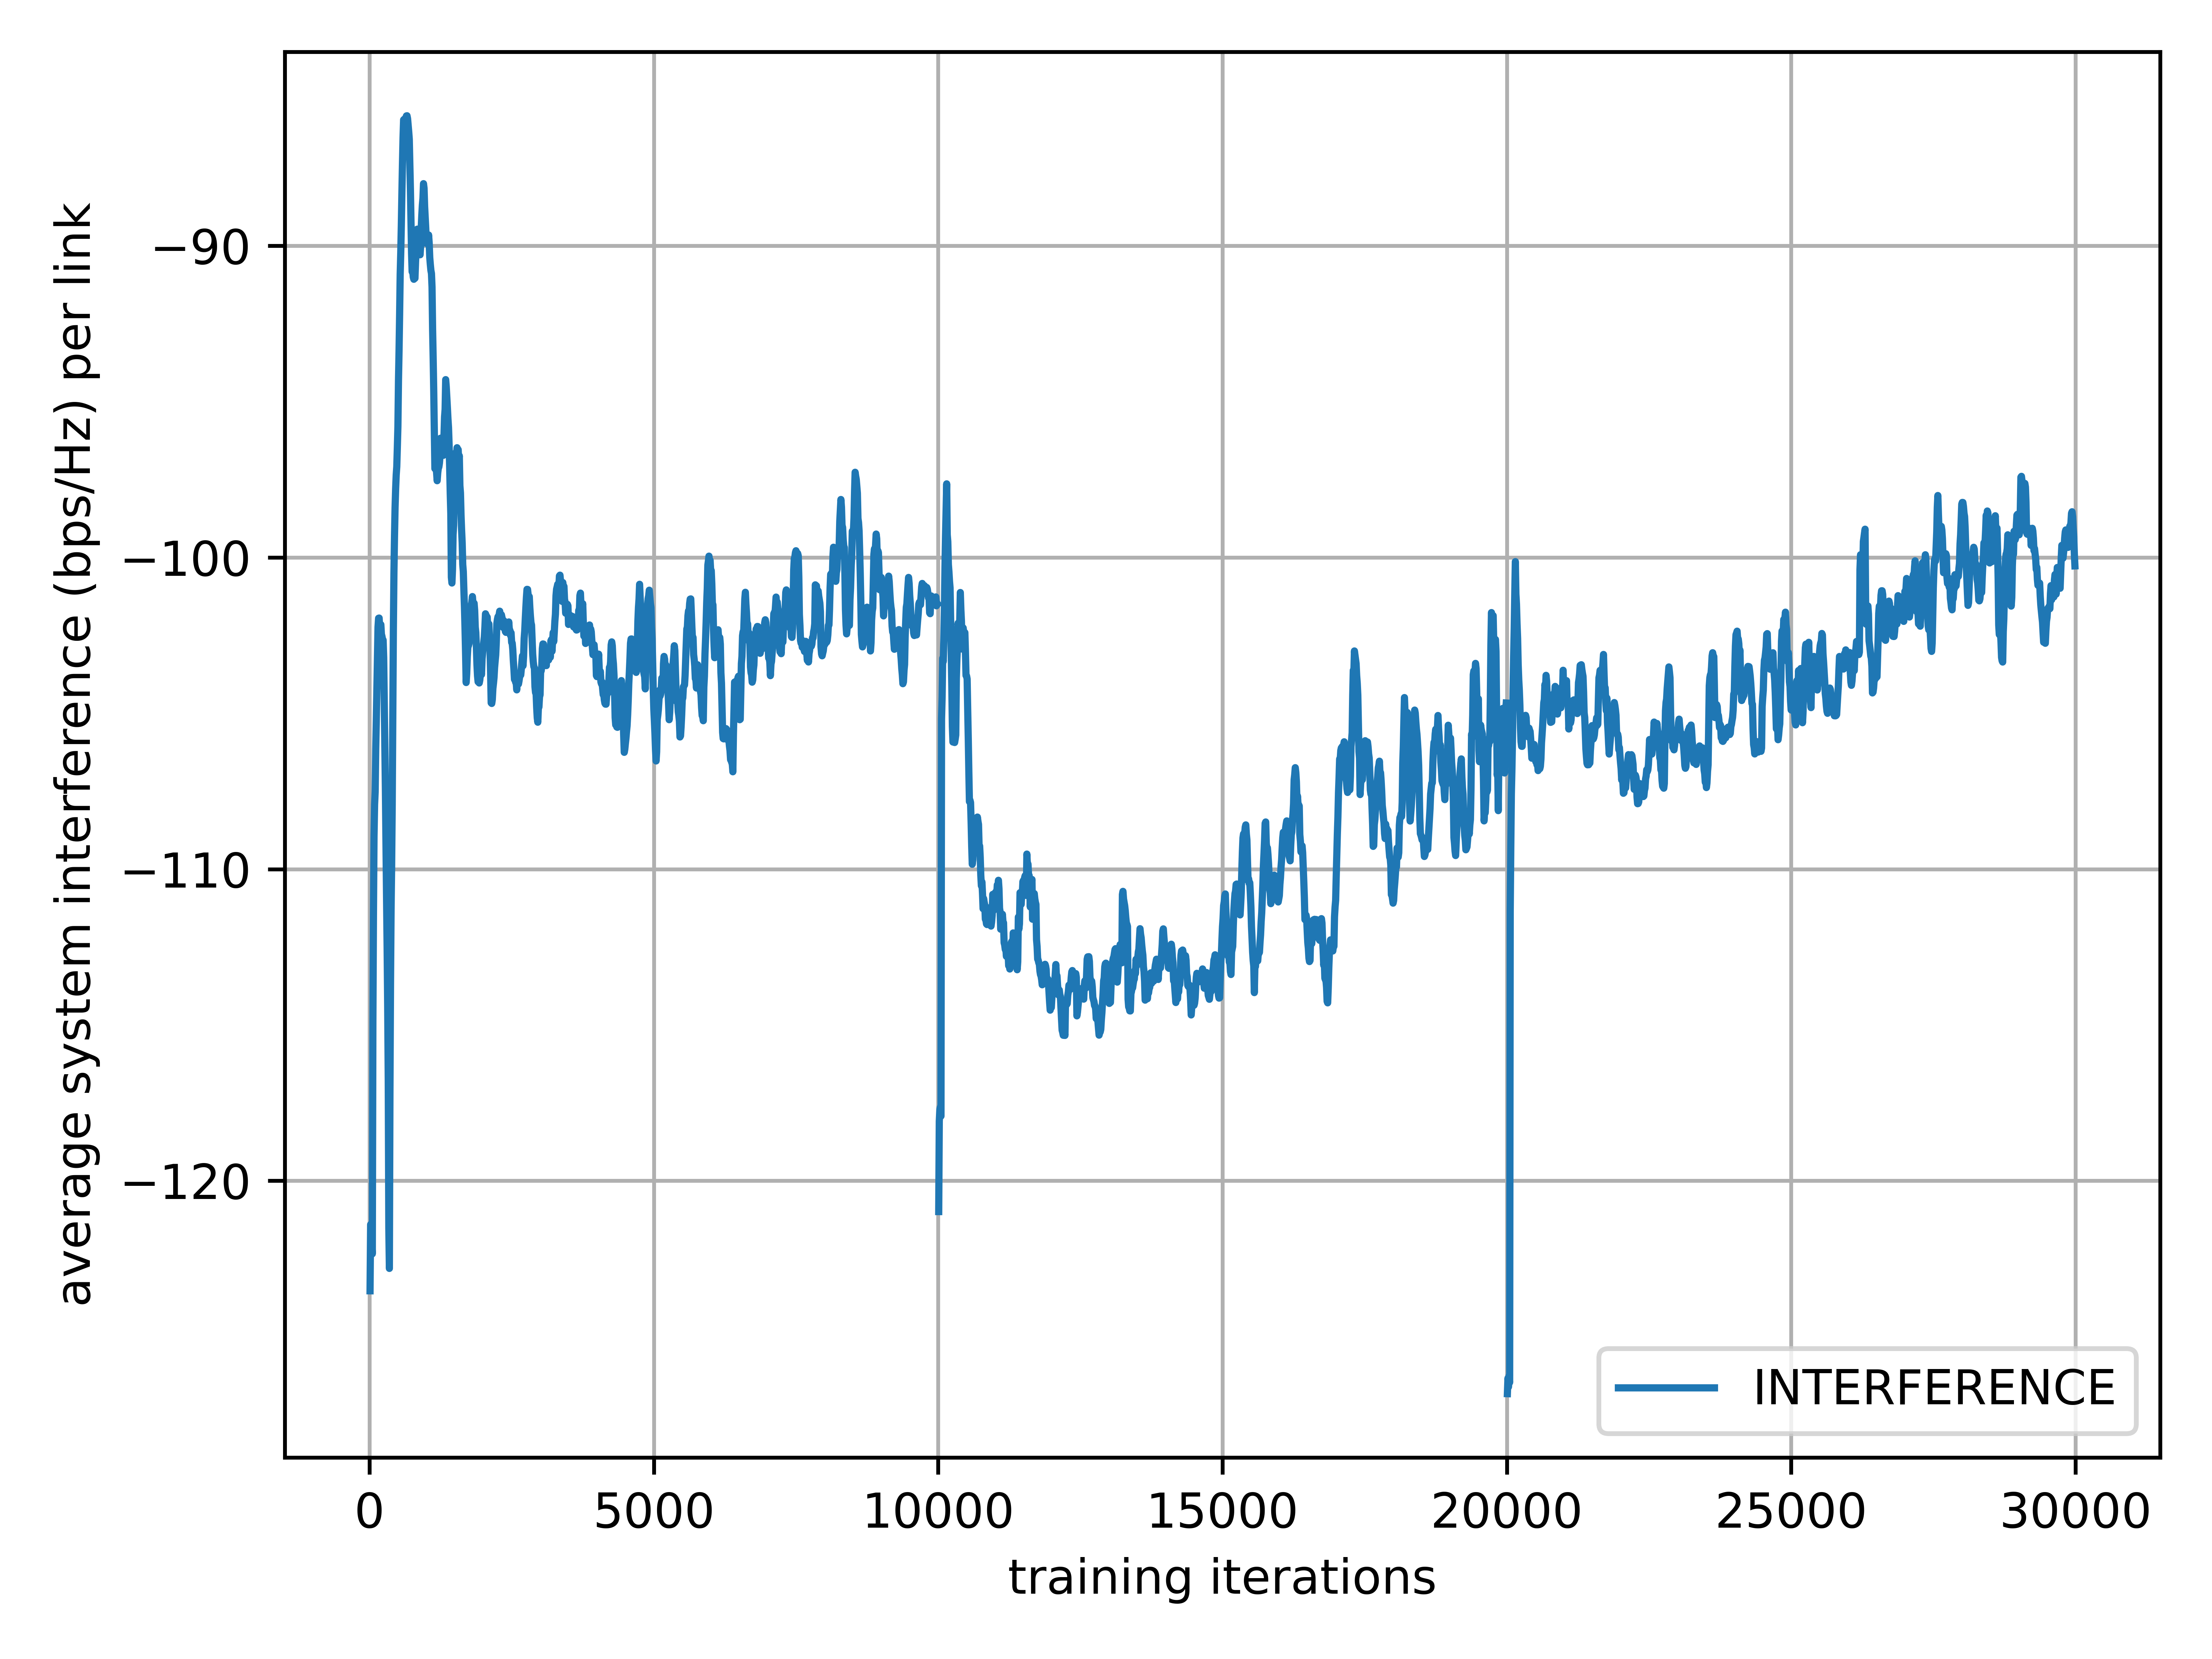 average system interference (bps/Hz) per link
−90
−100
−110
−120
INTERFERENCE
0 5000 10000 15000 20000 25000 30000
training iterations